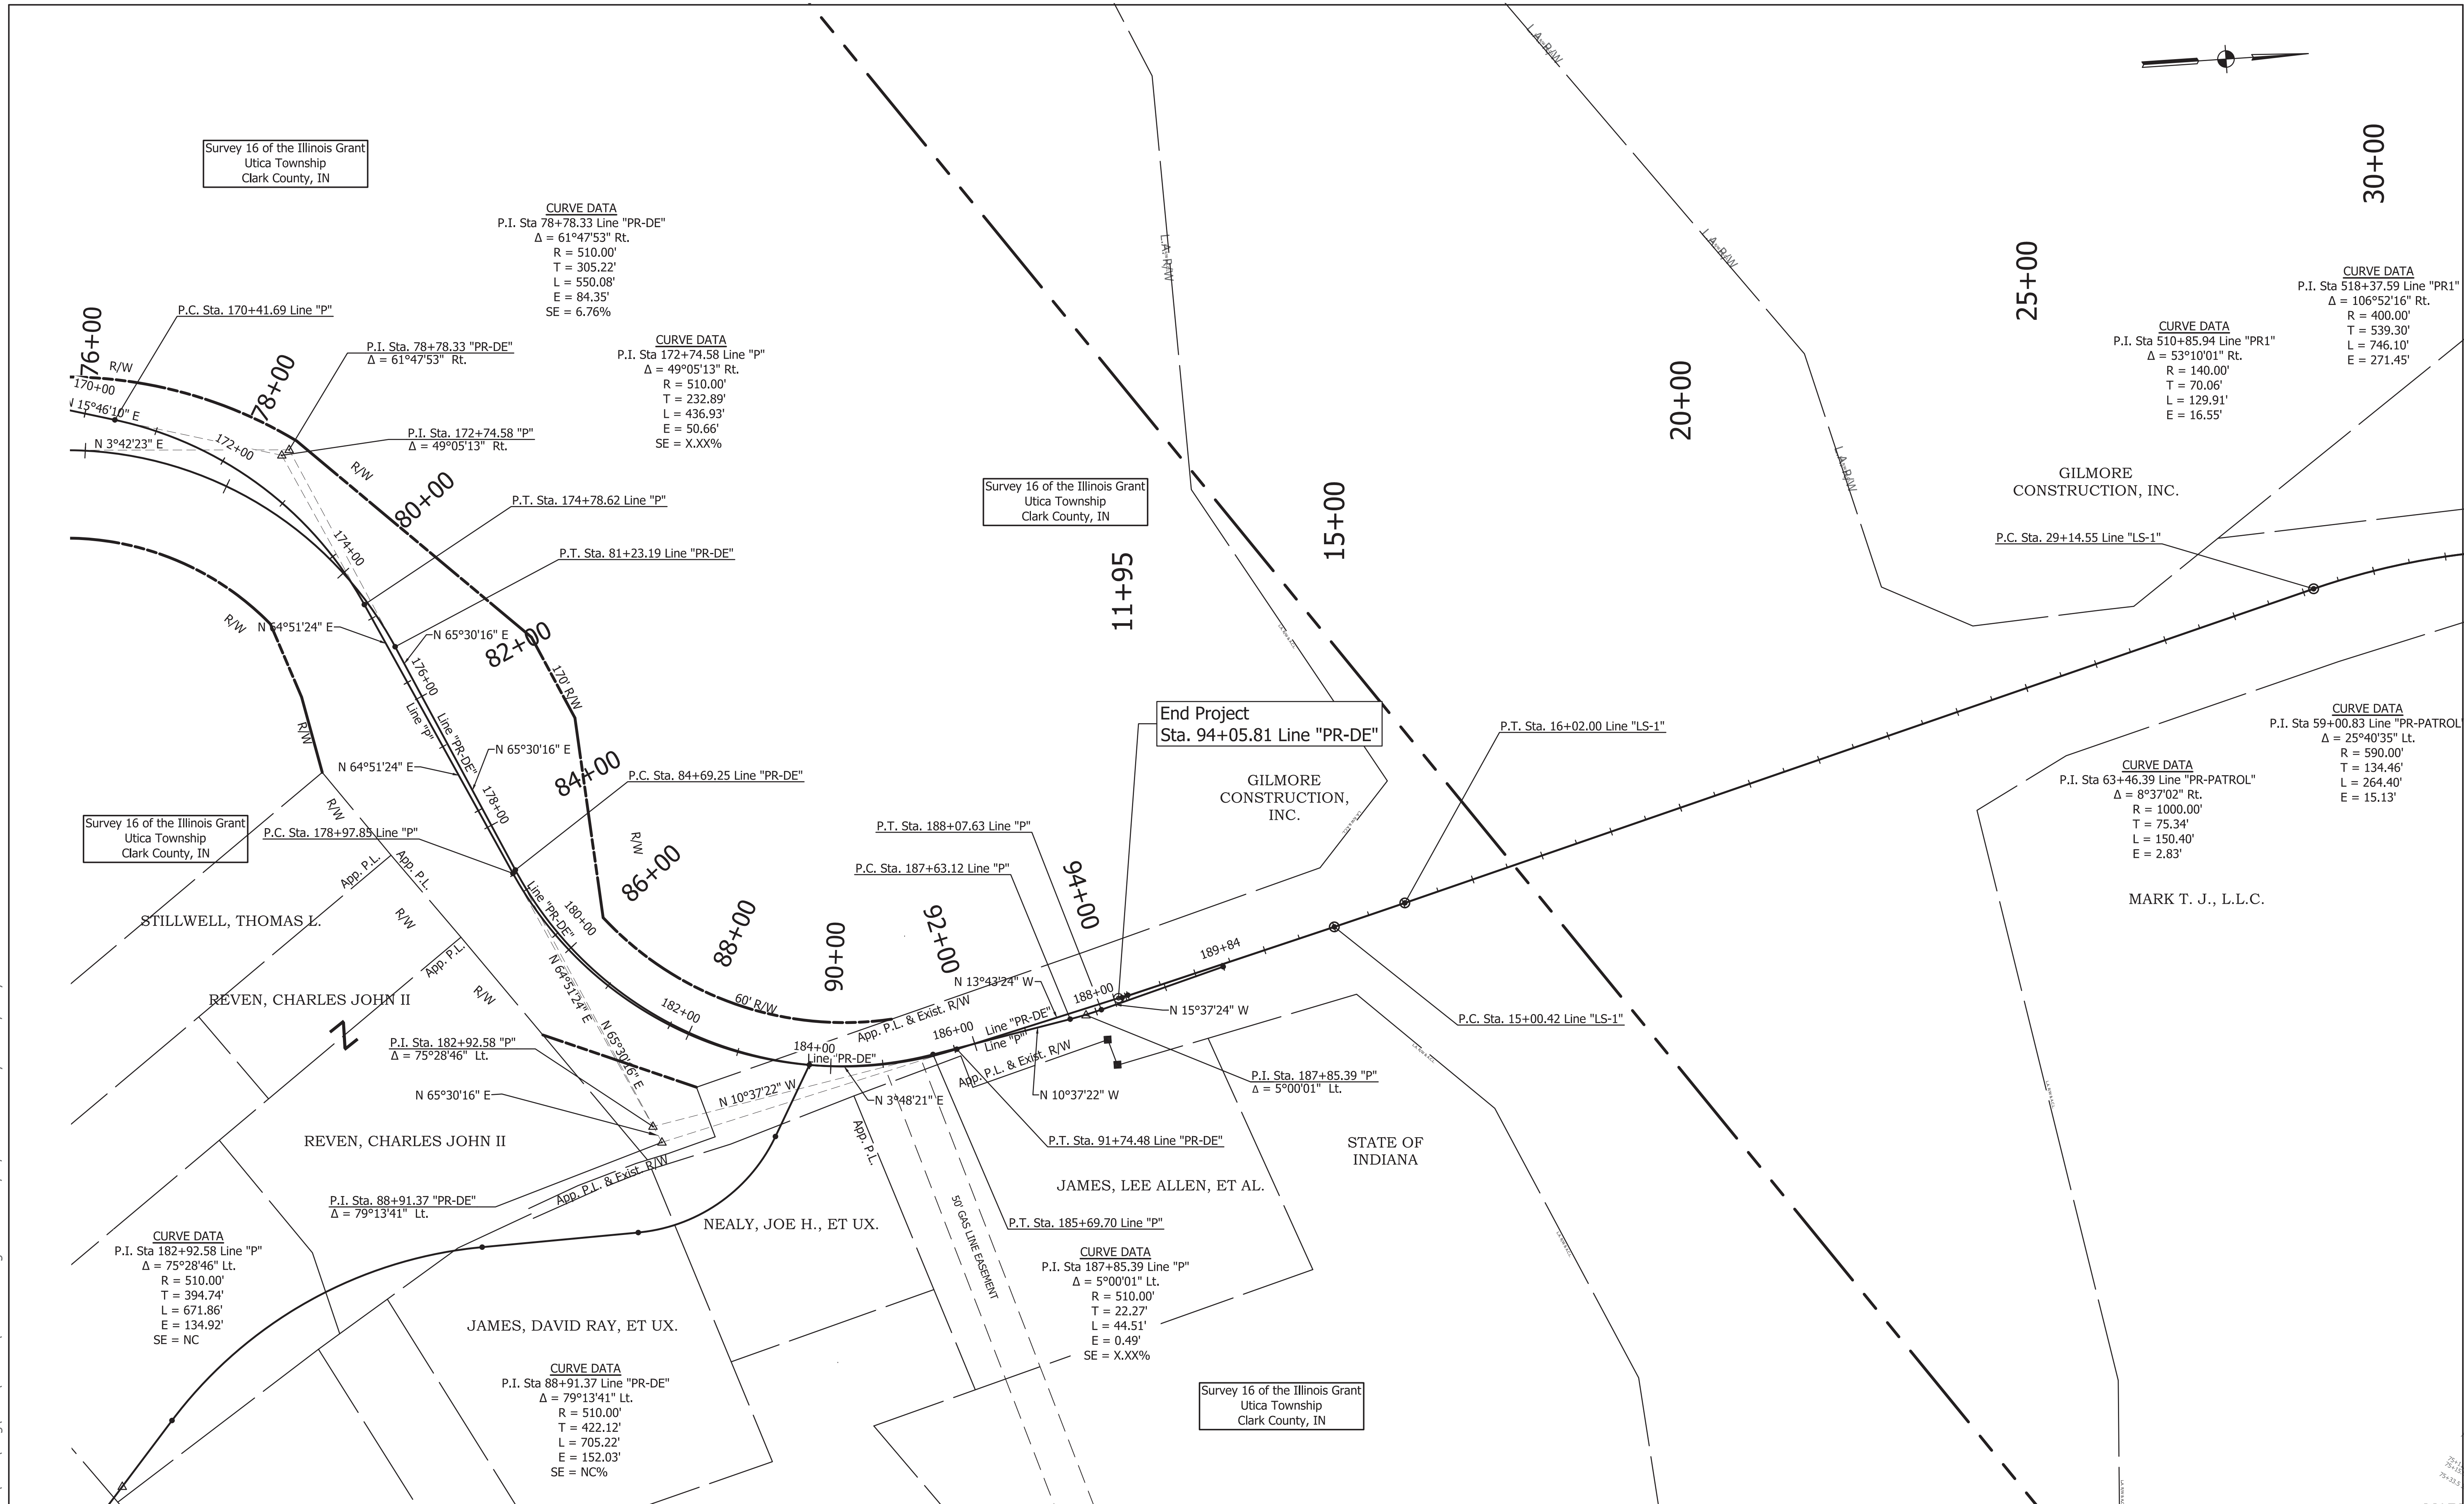 Survey 16 of the Illinois Grant
Utica Township
Clark County, IN
CURVE DATA
P.I. Sta 78+78.33 Line "PR-DE"
Δ = 61°47'53" Rt.
R = 510.00'
T = 305.22'
L = 550.08'
E = 84.35'
SE = 6.76%
CURVE DATA
P.I. Sta 172+74.58 Line "P"
Δ = 49°05'13" Rt.
R = 510.00'
T = 232.89'
L = 436.93'
E = 50.66'
SE = X.XX%
P.C. Sta. 170+41.69 Line "P"
P.I. Sta. 78+78.33 "PR-DE"
Δ = 61°47'53" Rt.
P.I. Sta. 172+74.58 "P"
Δ = 49°05'13" Rt.
P.T. Sta. 174+78.62 Line "P"
P.T. Sta. 81+23.19 Line "PR-DE"
76+00
R/W
170+00
N 15°46'10" E
N 3°42'23" E
78+00
172+00
R/W
80+00
174+00
R/W
N 64°51'24" E
N 65°30'16" E
82+00
176+00
170' R/W
Line "P"
Line "PR-DE"
R/W
N 65°30'16" E
N 64°51'24" E
84+00
178+00
P.C. Sta. 84+69.25 Line "PR-DE"
P.C. Sta. 178+97.85 Line "P"
R/W
R/W
86+00
Survey 16 of the Illinois Grant
Utica Township
Clark County, IN
App. P.L.
App. P.L.
R/W
STILLWELL, THOMAS L.
Line "PR-DE"
180+00
88+00
90+00
92+00
94+00
App. P.L.
R/W
REVEN, CHARLES JOHN II
N 64°51'24" E
N 65°30'16" E
182+00
60' R/W
184+00
Line "PR-DE"
App. P.L. & Exist. R/W
186+00
Line "PR-DE"
Line "P"
N 13°43'24" W
188+00
189+84
N 15°37'24" W
P.T. Sta. 188+07.63 Line "P"
P.C. Sta. 187+63.12 Line "P"
Survey 16 of the Illinois Grant
Utica Township
Clark County, IN
11+95
15+00
20+00
25+00
30+00
L.A. R/W
L.A. R/W
L.A. R/W
L.A. R/W
End Project
Sta. 94+05.81 Line "PR-DE"
GILMORE
CONSTRUCTION,
INC.
P.T. Sta. 16+02.00 Line "LS-1"
P.C. Sta. 15+00.42 Line "LS-1"
CURVE DATA
P.I. Sta 518+37.59 Line "PR1"
Δ = 106°52'16" Rt.
R = 400.00'
T = 539.30'
L = 746.10'
E = 271.45'
CURVE DATA
P.I. Sta 510+85.94 Line "PR1"
Δ = 53°10'01" Rt.
R = 140.00'
T = 70.06'
L = 129.91'
E = 16.55'
GILMORE
CONSTRUCTION, INC.
P.C. Sta. 29+14.55 Line "LS-1"
CURVE DATA
P.I. Sta 59+00.83 Line "PR-PATROL"
Δ = 25°40'35" Lt.
R = 590.00'
T = 134.46'
L = 264.40'
E = 15.13'
CURVE DATA
P.I. Sta 63+46.39 Line "PR-PATROL"
Δ = 8°37'02" Rt.
R = 1000.00'
T = 75.34'
L = 150.40'
E = 2.83'
MARK T. J., L.L.C.
P.I. Sta. 182+92.58 "P"
Δ = 75°28'46" Lt.
N 65°30'16" E
N 10°37'22" W
N 3°48'21" E
App. P.L. & Exist. R/W
N 10°37'22" W
P.I. Sta. 187+85.39 "P"
Δ = 5°00'01" Lt.
P.T. Sta. 91+74.48 Line "PR-DE"
STATE OF
INDIANA
REVEN, CHARLES JOHN II
App. P.L. & Exist. R/W
App. P.L.
JAMES, LEE ALLEN, ET AL.
P.I. Sta. 88+91.37 "PR-DE"
Δ = 79°13'41" Lt.
NEALY, JOE H., ET UX.
50' GAS LINE EASEMENT
P.T. Sta. 185+69.70 Line "P"
CURVE DATA
P.I. Sta 182+92.58 Line "P"
Δ = 75°28'46" Lt.
R = 510.00'
T = 394.74'
L = 671.86'
E = 134.92'
SE = NC
CURVE DATA
P.I. Sta 187+85.39 Line "P"
Δ = 5°00'01" Lt.
R = 510.00'
T = 22.27'
L = 44.51'
E = 0.49'
SE = X.XX%
JAMES, DAVID RAY, ET UX.
CURVE DATA
P.I. Sta 88+91.37 Line "PR-DE"
Δ = 79°13'41" Lt.
R = 510.00'
T = 422.12'
L = 705.22'
E = 152.03'
SE = NC%
Survey 16 of the Illinois Grant
Utica Township
Clark County, IN